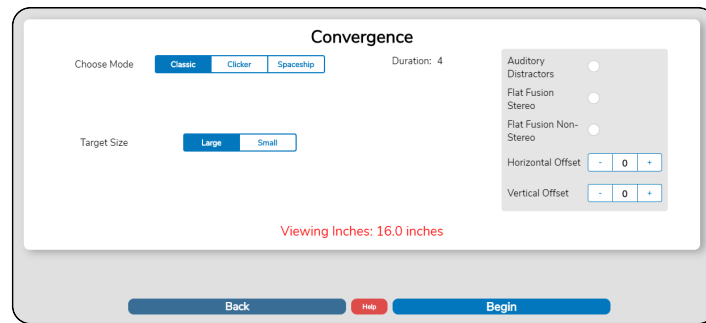 Convergence
Choose Mode
Classic
Clicker
Spaceship
Duration: 4
Target Size
Large
Small
Auditory
Distractors
Flat Fusion
Stereo
Flat Fusion Non-
Stereo
Horizontal Offset
- 0 +
Vertical Offset
- 0 +
Viewing Inches: 16.0 inches
Back
Help
Begin